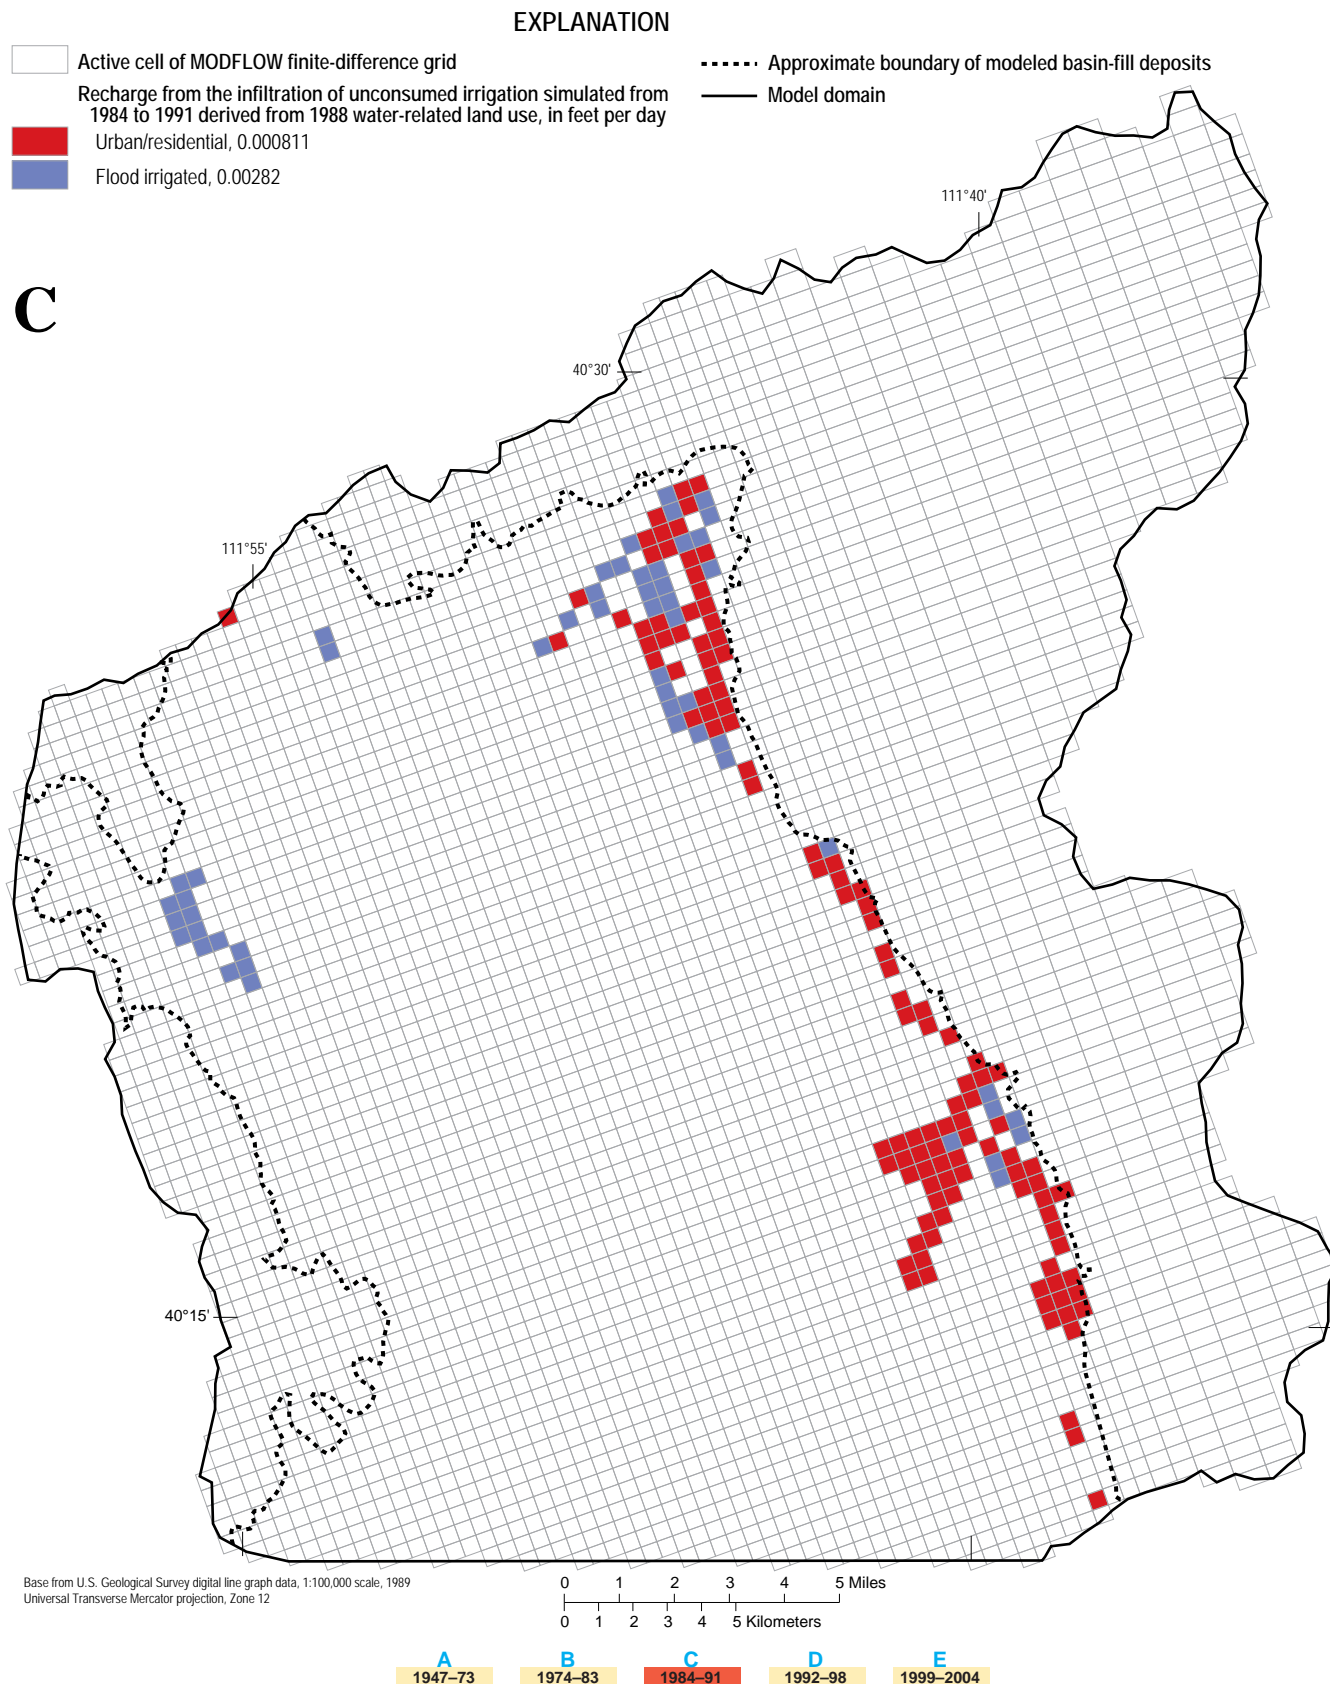 EXPLANATION
Active cell of MODFLOW finite-difference grid
Recharge from the infiltration of unconsumed irrigation simulated from
1984 to 1991 derived from 1988 water-related land use, in feet per day
Urban/residential, 0.000811
Flood irrigated, 0.00282
Approximate boundary of modeled basin-fill deposits
Model domain
C
111°40'
40°30'
111°55'
40°15'
Base from U.S. Geological Survey digital line graph data, 1:100,000 scale, 1989
Universal Transverse Mercator projection, Zone 12
0 1 2 3 4 5 Miles
0 1 2 3 4 5 Kilometers
A B C D E
1947–73 1974–83 1984–91 1992–98 1999–2004